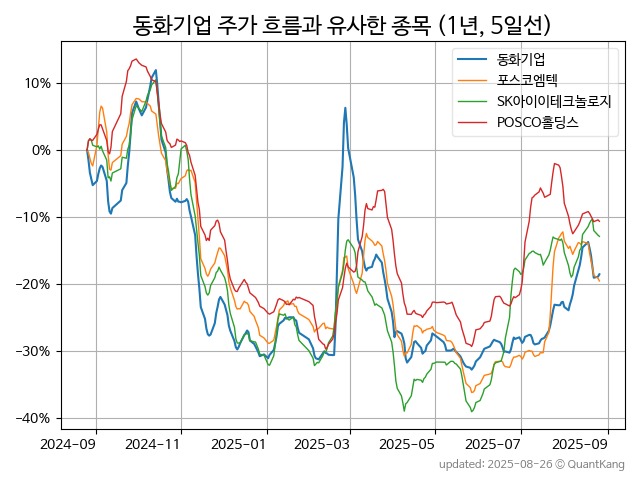 동화기업 주가 흐름과 유사한 종목 (1년, 5일선)
동화기업
포스코엠텍
SK아이이테크놀로지
POSCO홀딩스
10%
0%
−10%
−20%
−30%
−40%
2024-09 2024-11 2025-01 2025-03 2025-05 2025-07 2025-09
updated: 2025-08-26 © QuantKang